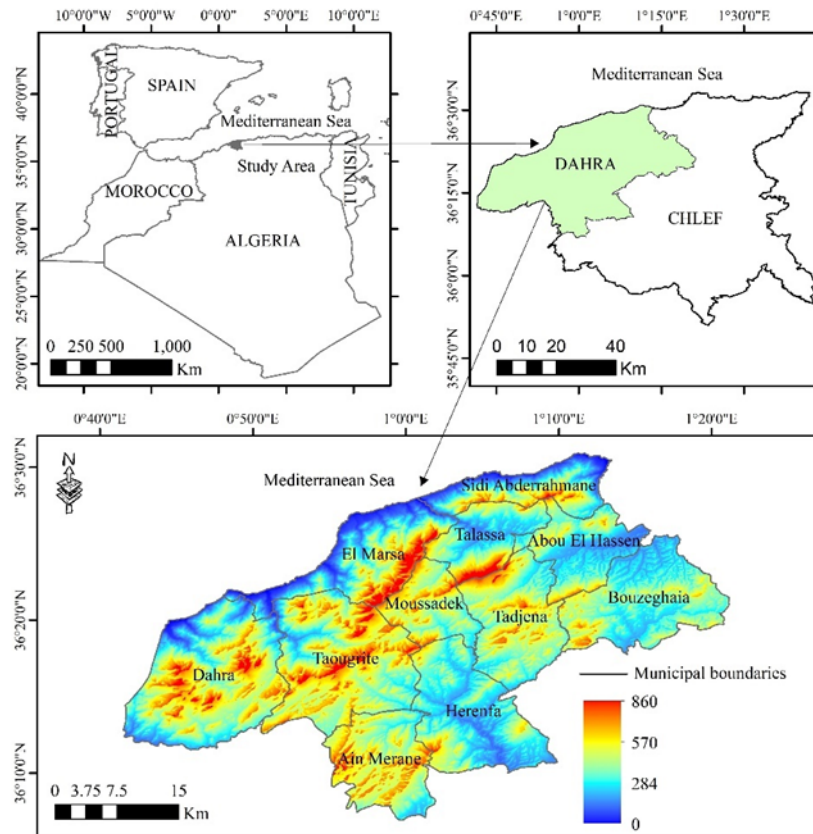 10°0'0"W 5°0'0"W 0°0'0" 5°0'0"E 10°0'0"E
40°0'0"N
35°0'0"N
30°0'0"N
25°0'0"N
20°0'0"N
PORTUGAL
SPAIN
Mediterranean Sea
Study Area
TUNISIA
MOROCCO
ALGERIA
0 250 500 1,000
Km
0°45'0"E 1°0'0"E 1°15'0"E 1°30'0"E
36°30'0"N
36°15'0"N
36°0'0"N
35°45'0"N
Mediterranean Sea
DAHRA
CHLEF
0 10 20 40
Km
0°40'0"E 0°50'0"E 1°0'0"E 1°10'0"E 1°20'0"E
36°30'0"N
36°20'0"N
36°10'0"N
N
Mediterranean Sea
Sidi Abderrahmane
Talassa
Abou El Hassen
El Marsa
Moussadek
Bouzeghaia
Tadjena
Dahra
Taougrite
Herenfa
Ain Merane
Municipal boundaries
860
570
284
0
0 3.75 7.5 15
Km